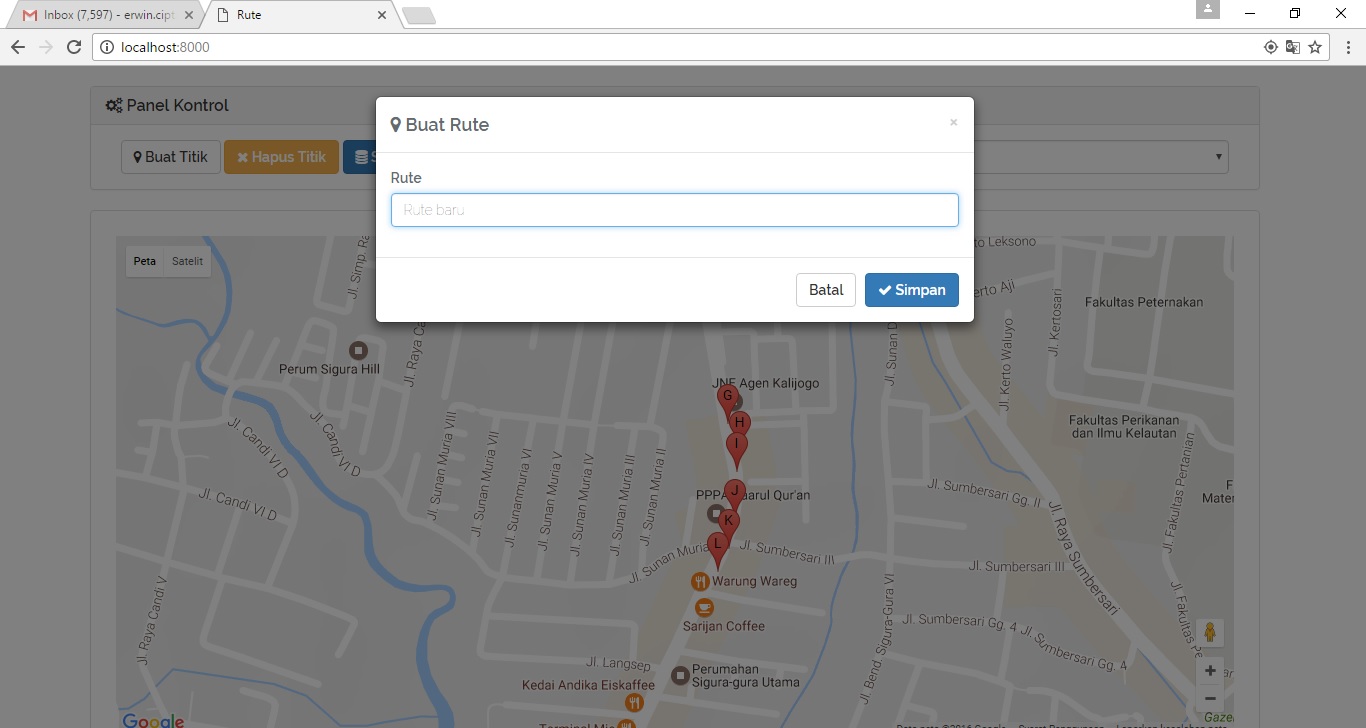 Inbox (7,597) - erwin.cipt
Rute
localhost:8000
Panel Kontrol
Buat Titik
Hapus Titik
S
Buat Rute
×
Rute
Rute baru
Batal
Simpan
Peta
Satelit
Jl. Simp. Ra
Jl. Raya Ca
to Leksono
erto Aji
Fakultas Peternakan
Jl. Kertosari
Jl. Kerto Waluyo
Jl. Sunan D
Perum Sigura Hill
JNE Agen Kalijogo
G
H
I
J
K
L
Fakultas Perikanan
dan Ilmu Kelautan
Jl. Candi VI D
Jl. Candi VI D
Jl. Candi VI D
Jl. Sunan Muria VIII
Jl. Sunan Muria VII
Jl. Sunanmuria VI
Jl. Sunan Muria V
Jl. Sunan Muria IV
Jl. Sunan Muria III
Jl. Sunan Muria II
PPPA Daarul Qur'an
Jl. Fakultas Pertanian
F
Mater
Jl. Sumbersari Gg. II
Jl. Raya Sumbersari
Jl. Sunan Muria
Jl. Sumbersari III
Jl. Sumbersari III
Warung Wareg
Sarijan Coffee
Jl. Raya Candi V
Jl. Bend. Sigura-Gura VI
Jl. Sumbersari Gg. 4
Jl. Sumbersari Gg. 4
Jl. Fakultas Pe
Jl. Langsep
Perumahan
Sigura-gura Utama
Kedai Andika Eiskaffee
+
−
Google
Gaze